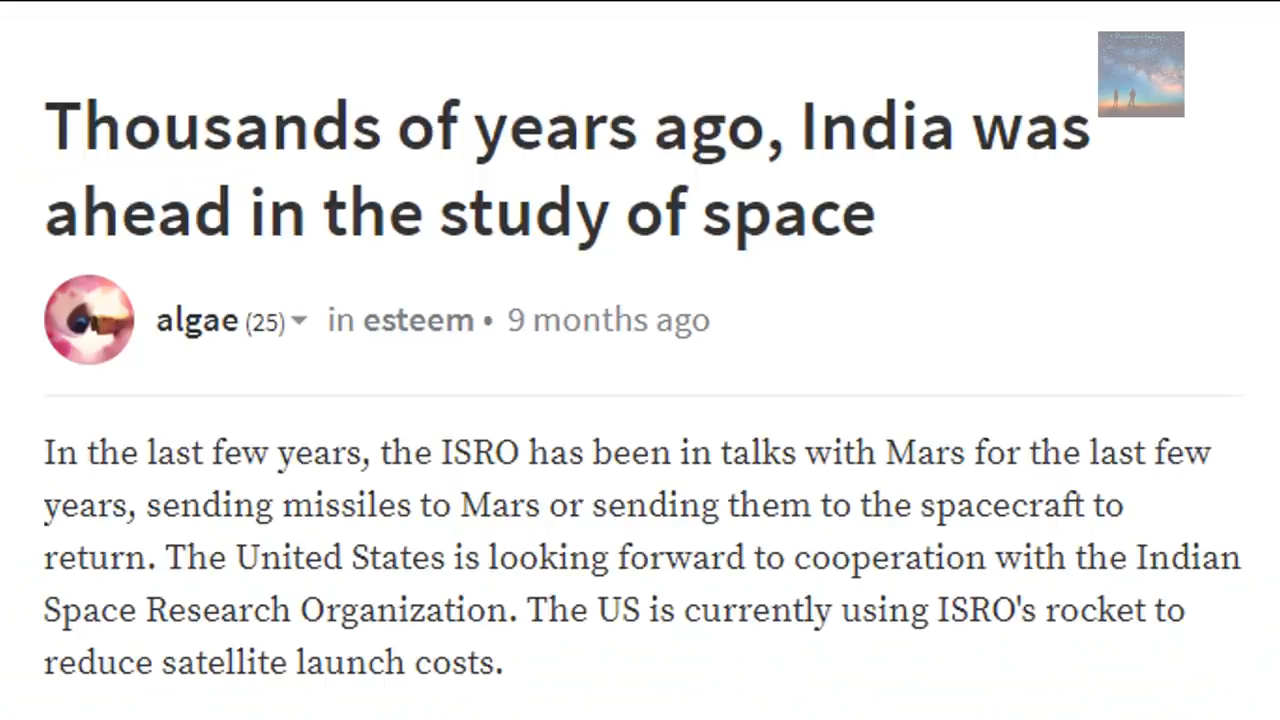 Thousands of years ago, India was
ahead in the study of space
algae (25) in esteem • 9 months ago
In the last few years, the ISRO has been in talks with Mars for the last few
years, sending missiles to Mars or sending them to the spacecraft to
return. The United States is looking forward to cooperation with the Indian
Space Research Organization. The US is currently using ISRO's rocket to
reduce satellite launch costs.